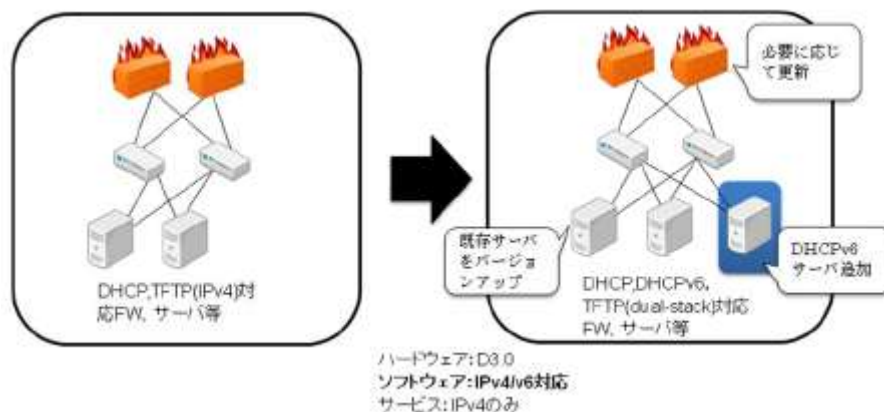 必要に応じ
て更新
既存サーバ
をバージョ
ンアップ
DHCPv6
サーバ追加
DHCP,TFTP(IPv4)対
応FW, サーバ等
DHCP,DHCPv6,
TFTP(dual-stack)対応
FW, サーバ等
ハードウェア:D3.0
ソフトウェア:IPv4/v6対応
サービス:IPv4のみ